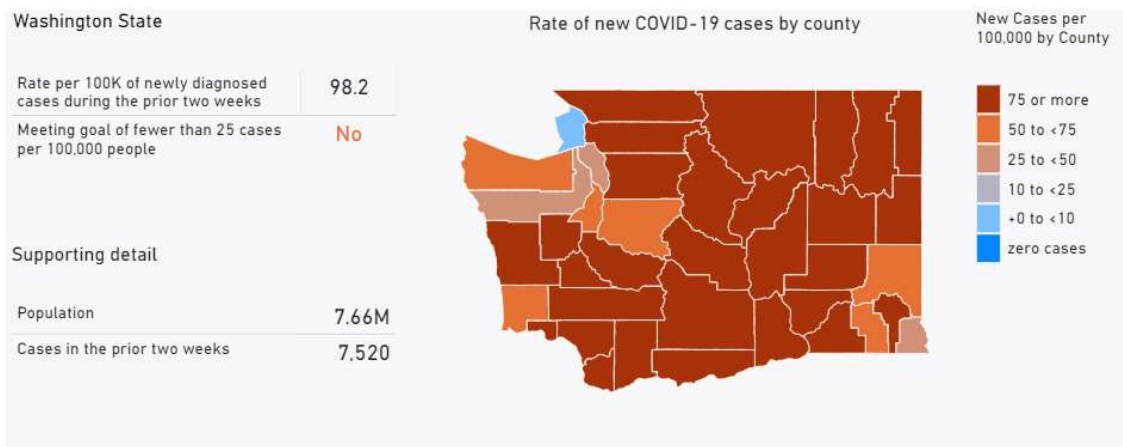 Washington State
Rate per 100K of newly diagnosed
cases during the prior two weeks
98.2
Meeting goal of fewer than 25 cases
per 100,000 people
No
Supporting detail
Population
7.66M
Cases in the prior two weeks
7,520
Rate of new COVID-19 cases by county
New Cases per
100,000 by County
75 or more
50 to <75
25 to <50
10 to <25
+0 to <10
zero cases